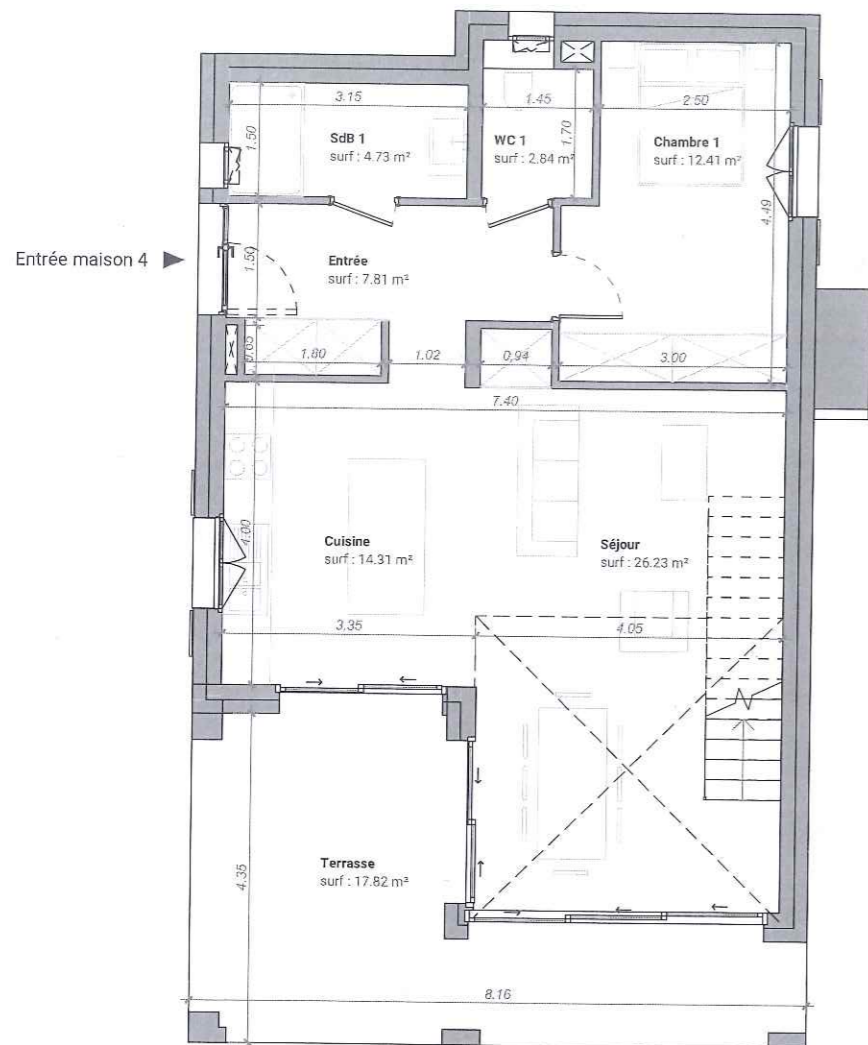 3.15
1.45
2.50
1.50
SdB 1
surf : 4.73 m²
WC 1
surf : 2.84 m²
1.70
Chambre 1
surf : 12.41 m²
4.49
Entrée maison 4
1.50
Entrée
surf : 7.81 m²
0.65
1.80
1.02
0,94
3.00
7.40
4.00
Cuisine
surf : 14.31 m²
Séjour
surf : 26.23 m²
3.35
4.05
Terrasse
surf : 17.82 m²
4.35
8.16